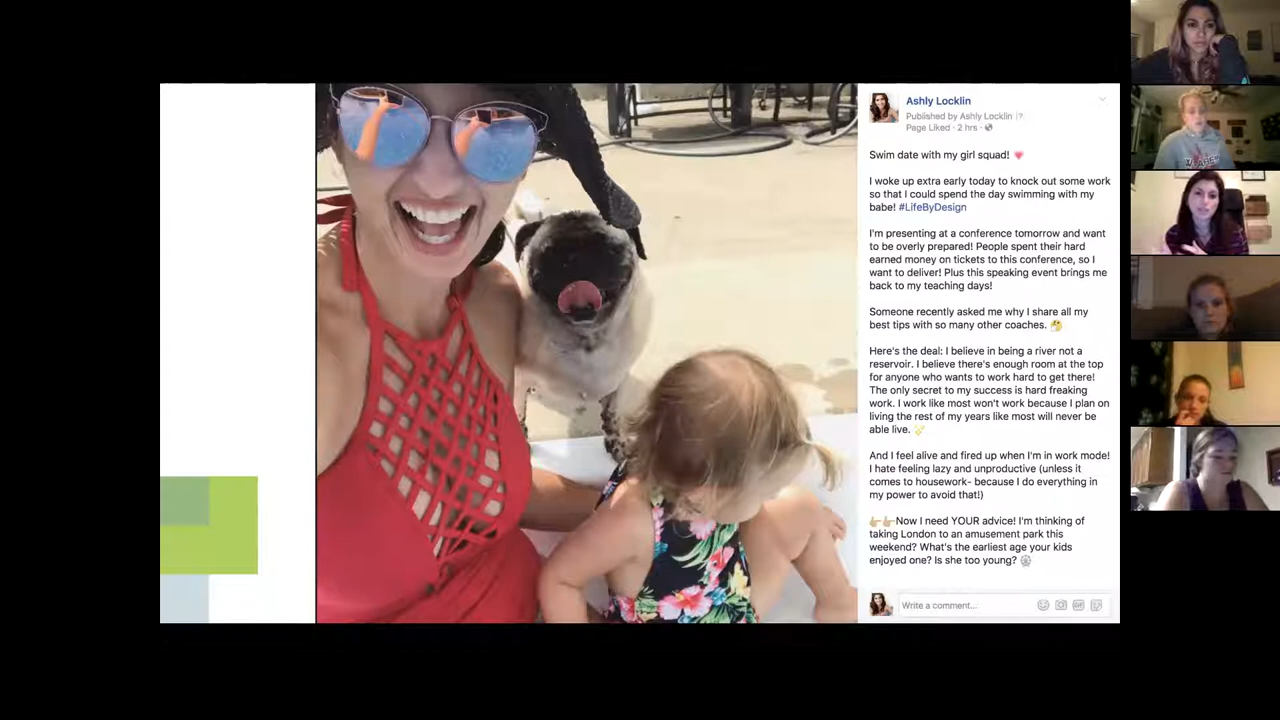 Ashly Locklin
Published by Ashly Locklin [?]
Page Liked · 2 hrs ·
Swim date with my girl squad! 💗
I woke up extra early today to knock out some work
so that I could spend the day swimming with my
babe! #LifeByDesign
I'm presenting at a conference tomorrow and want
to be overly prepared! People spent their hard
earned money on tickets to this conference, so I
want to deliver! Plus this speaking event brings me
back to my teaching days!
Someone recently asked me why I share all my
best tips with so many other coaches. 🤔
Here's the deal: I believe in being a river not a
reservoir. I believe there's enough room at the top
for anyone who wants to work hard to get there!
The only secret to my success is hard freaking
work. I work like most won't work because I plan on
living the rest of my years like most will never be
able live. ✨
And I feel alive and fired up when I'm in work mode!
I hate feeling lazy and unproductive (unless it
comes to housework- because I do everything in
my power to avoid that!)
👉🏼👉🏼Now I need YOUR advice! I'm thinking of
taking London to an amusement park this
weekend? What's the earliest age your kids
enjoyed one? Is she too young? 🎡
Write a comment...
GIF